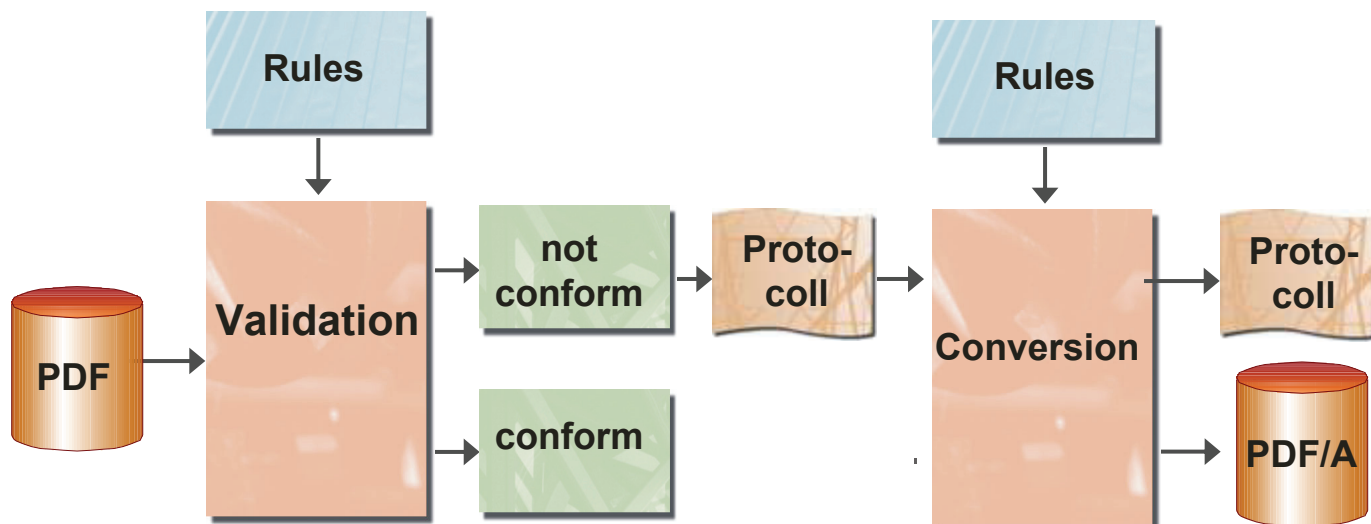 Rules
Rules
not
conform
Proto-
coll
Proto-
coll
Validation
PDF
Conversion
conform
PDF/A